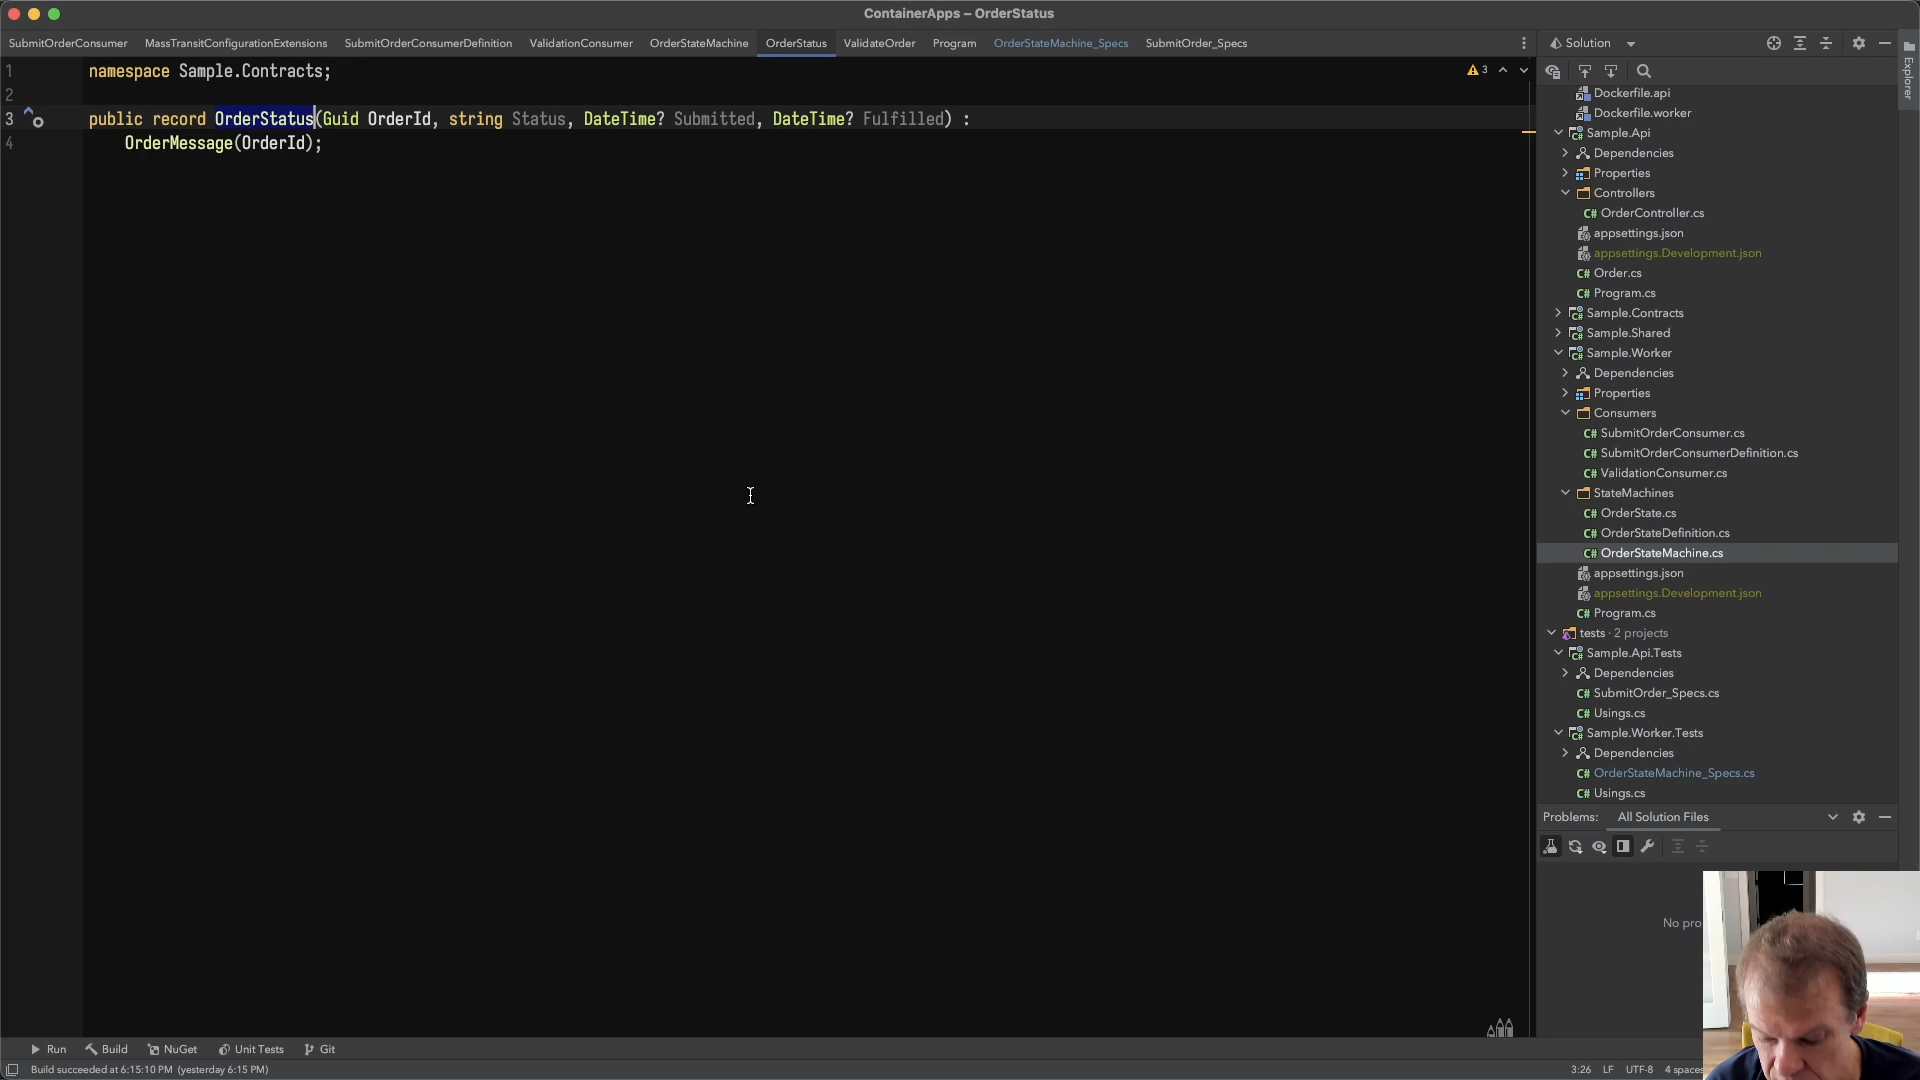 ContainerApps – OrderStatus
SubmitOrderConsumer MassTransitConfigurationExtensions SubmitOrderConsumerDefinition ValidationConsumer OrderStateMachine OrderStatus ValidateOrder Program OrderStateMachine_Specs SubmitOrder_Specs
1 namespace Sample.Contracts;
2
3 public record OrderStatus(Guid OrderId, string Status, DateTime? Submitted, DateTime? Fulfilled) :
4 OrderMessage(OrderId);
3
Solution
Explorer
Dockerfile.api
Dockerfile.worker
Sample.Api
Dependencies
Properties
Controllers
C# OrderController.cs
appsettings.json
appsettings.Development.json
C# Order.cs
C# Program.cs
Sample.Contracts
Sample.Shared
Sample.Worker
Dependencies
Properties
Consumers
C# SubmitOrderConsumer.cs
C# SubmitOrderConsumerDefinition.cs
C# ValidationConsumer.cs
StateMachines
C# OrderState.cs
C# OrderStateDefinition.cs
C# OrderStateMachine.cs
appsettings.json
appsettings.Development.json
C# Program.cs
tests · 2 projects
Sample.Api.Tests
Dependencies
C# SubmitOrder_Specs.cs
C# Usings.cs
Sample.Worker.Tests
Dependencies
C# OrderStateMachine_Specs.cs
C# Usings.cs
Problems: All Solution Files
No pro
Run Build NuGet Unit Tests Git
Build succeeded at 6:15:10 PM (yesterday 6:15 PM)
3:26 LF UTF-8 4 spaces